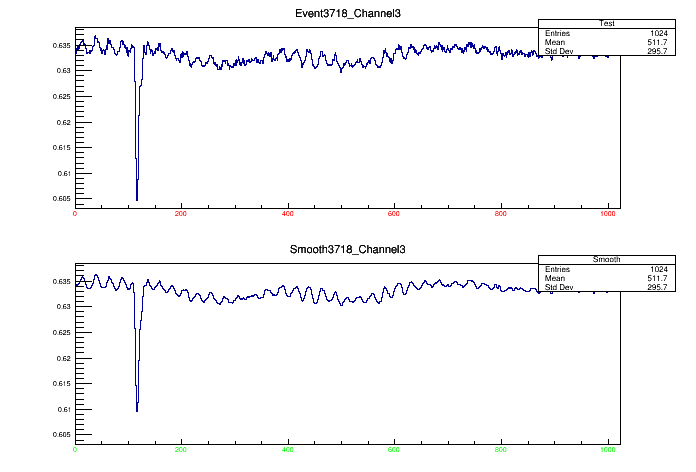 Event3718_Channel3
Test
Entries 1024
Mean 511.7
Std Dev 295.7
0.635
0.63
0.625
0.62
0.615
0.61
0.605
0 200 400 600 800 1000
Smooth3718_Channel3
Smooth
Entries 1024
Mean 511.7
Std Dev 295.7
0.635
0.63
0.625
0.62
0.615
0.61
0.605
0 200 400 600 800 1000